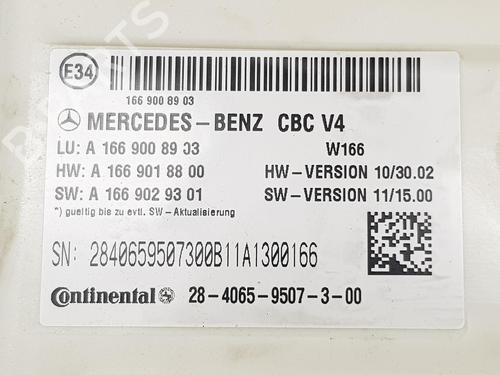 E34
166 900 89 03
MERCEDES-BENZ CBC V4
LU: A 166 900 89 03 W166
HW: A 166 901 88 00 HW-VERSION 10/30.02
SW: A 166 902 93 01 SW-VERSION 11/15.00
*) gueltig bis zu evtl. SW-Aktualisierung
SN: 2840659507300B11A1300166
Continental 28-4065-9507-3-00